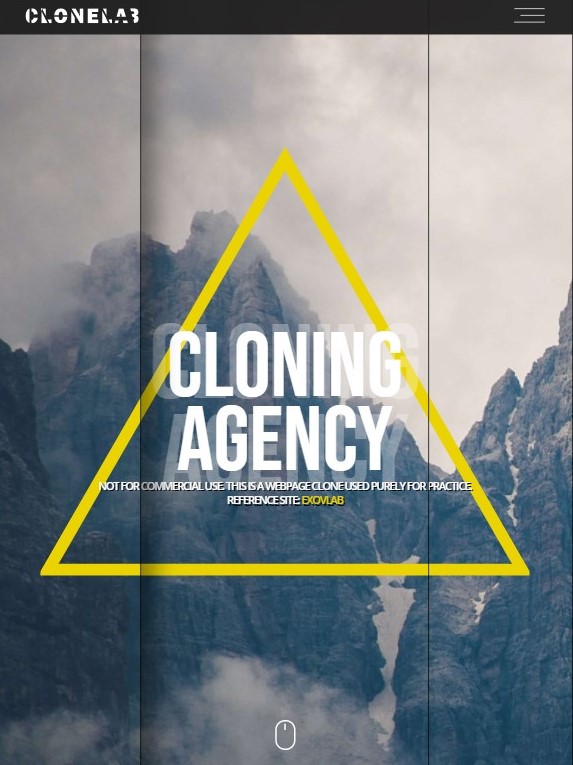 CLONELAB
CLONING
AGENCY
NOT FOR COMMERCIAL USE. THIS IS A WEBPAGE CLONE USED PURELY FOR PRACTICE.
REFERENCE SITE: EXOVLAB